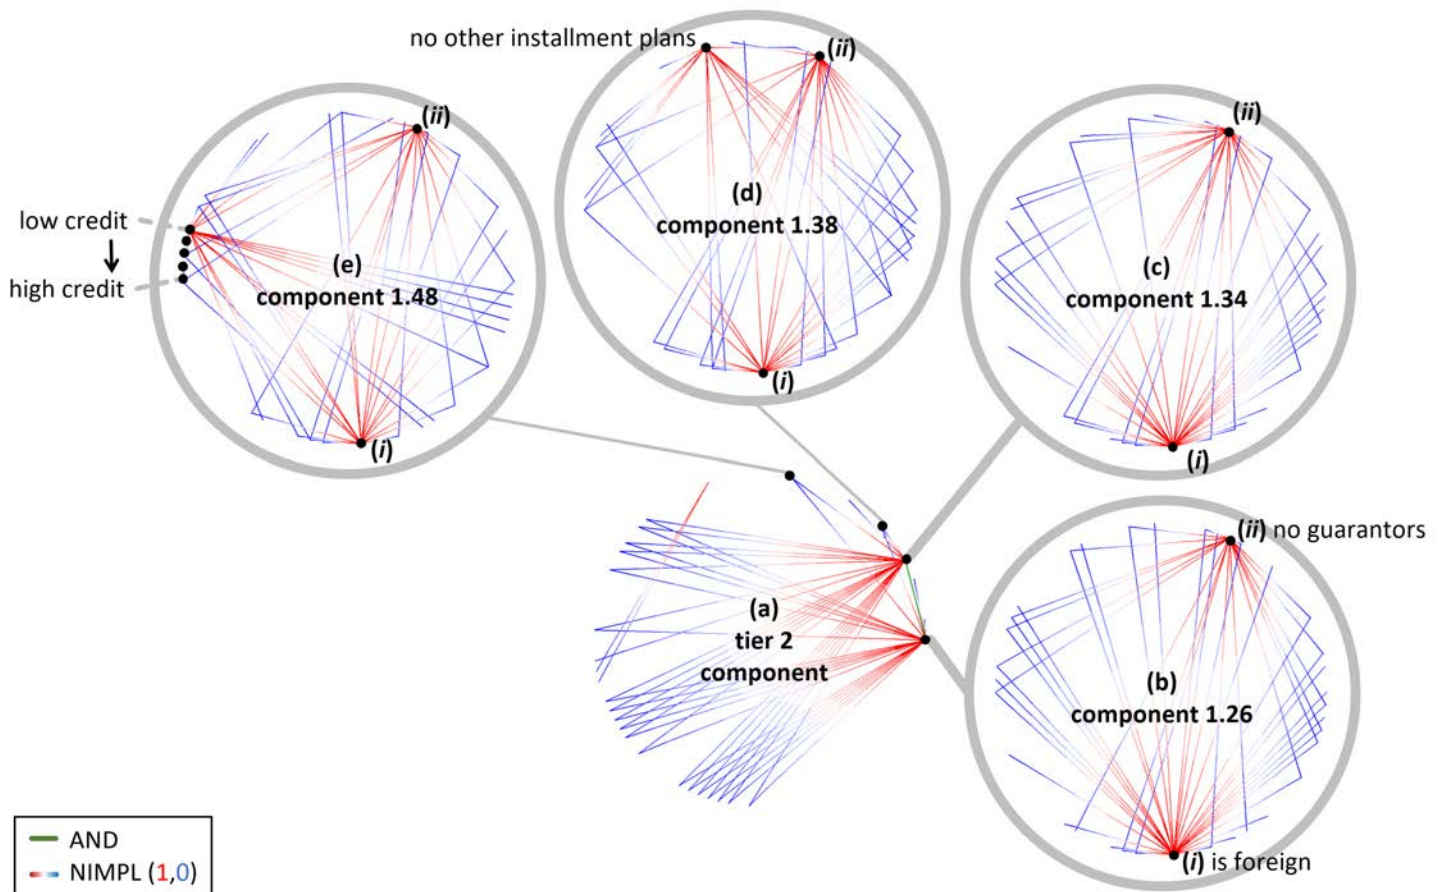 no other installment plans
(ii)
(d)
component 1.38
(i)
(ii)
low credit
high credit
(e)
component 1.48
(i)
(ii)
(c)
component 1.34
(i)
(a)
tier 2
component
(ii) no guarantors
(b)
component 1.26
(i) is foreign
AND
NIMPL (1,0)